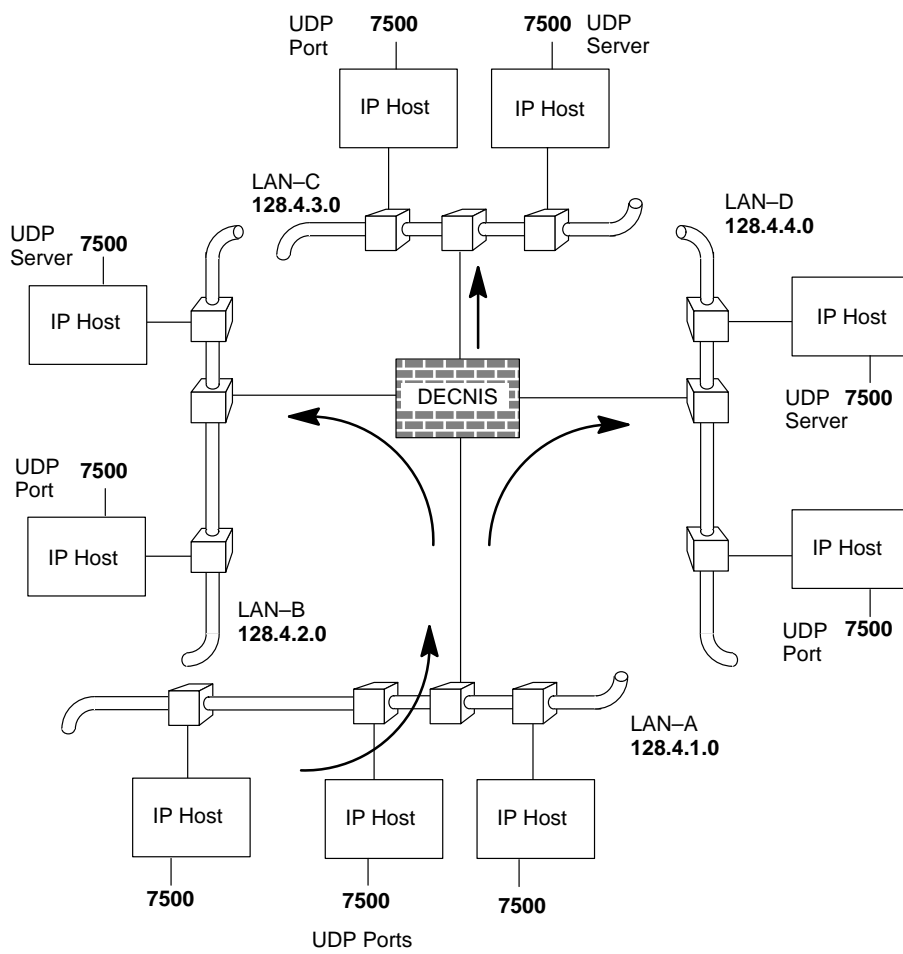 UDP
Port
7500
7500
UDP
Server
IP Host
IP Host
LAN–C
128.4.3.0
LAN–D
128.4.4.0
UDP
Server
7500
IP Host
IP Host
DECNIS
UDP
Server
7500
UDP
Port
7500
IP Host
IP Host
LAN–B
128.4.2.0
UDP
Port
7500
LAN–A
128.4.1.0
IP Host
IP Host
IP Host
7500
7500
7500
UDP Ports